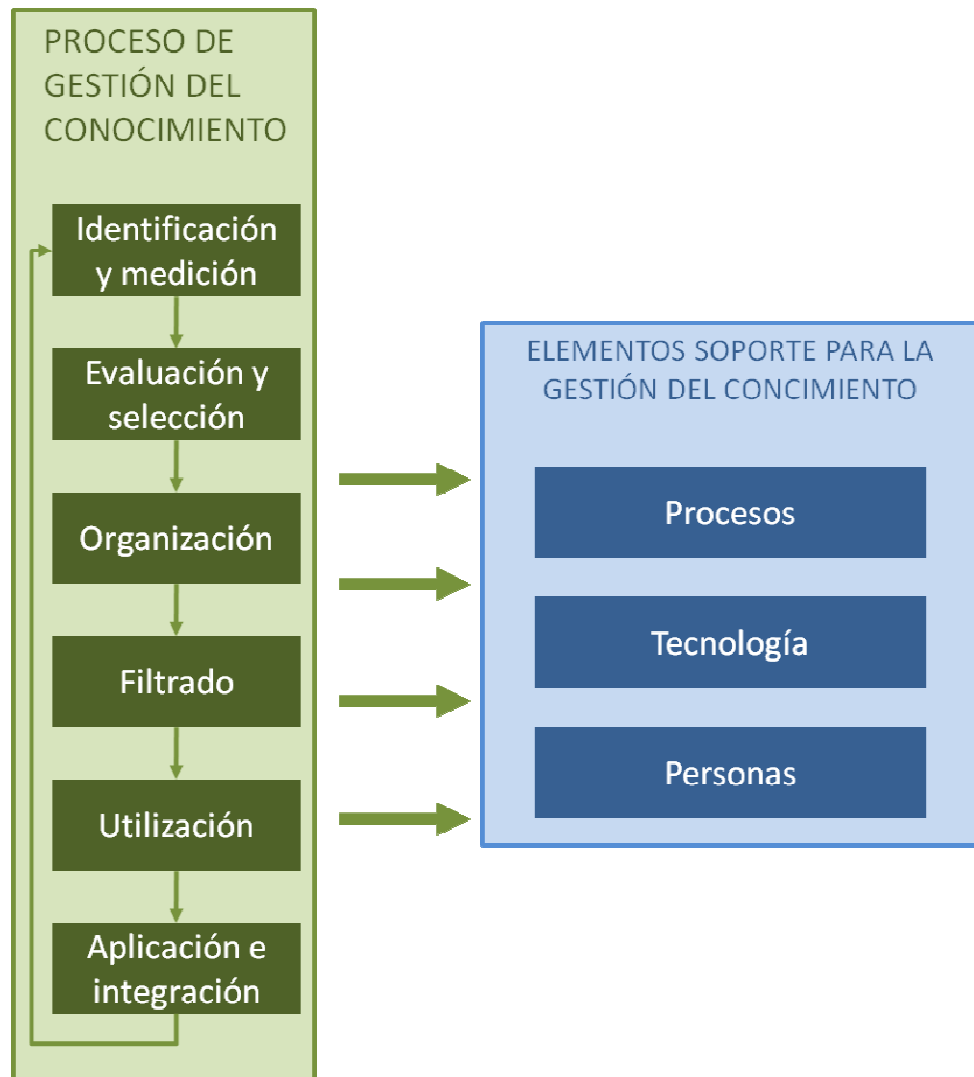 PROCESO DE
GESTIÓN DEL
CONOCIMIENTO
Identificación
y medición
Evaluación y
selección
Organización
Filtrado
Utilización
Aplicación e
integración
ELEMENTOS SOPORTE PARA LA
GESTIÓN DEL CONCIMIENTO
Procesos
Tecnología
Personas